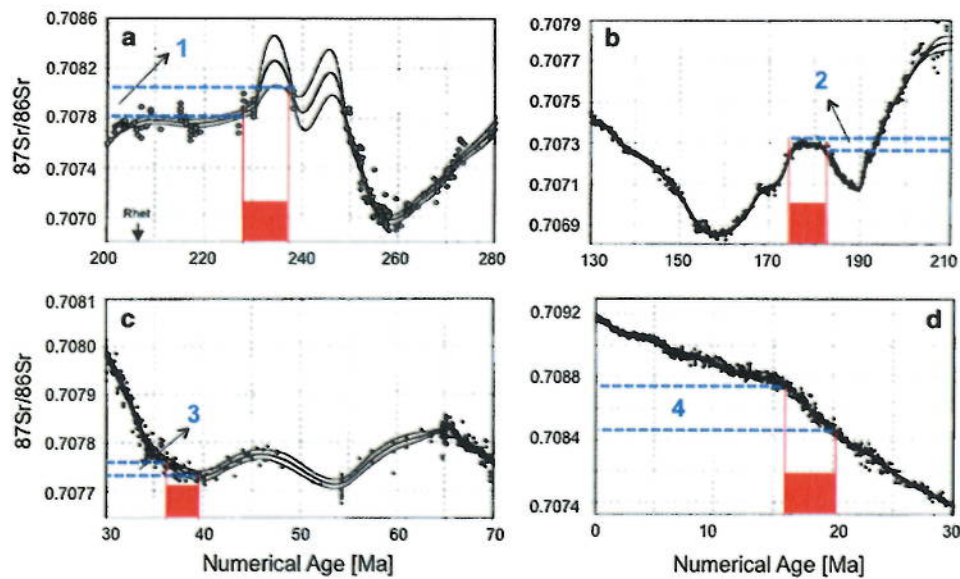 0.7086
0.7082
0.7078
0.7074
0.7070
87Sr/86Sr
a
1
Rhet
200 220 240 260 280
0.7079
0.7077
0.7075
0.7073
0.7071
0.7069
b
2
130 150 170 190 210
0.7081
0.7080
0.7079
0.7078
0.7077
87Sr/86Sr
c
3
30 40 50 60 70
Numerical Age [Ma]
0.7092
0.7088
0.7084
0.7074
d
4
0 10 20 30
Numerical Age [Ma]